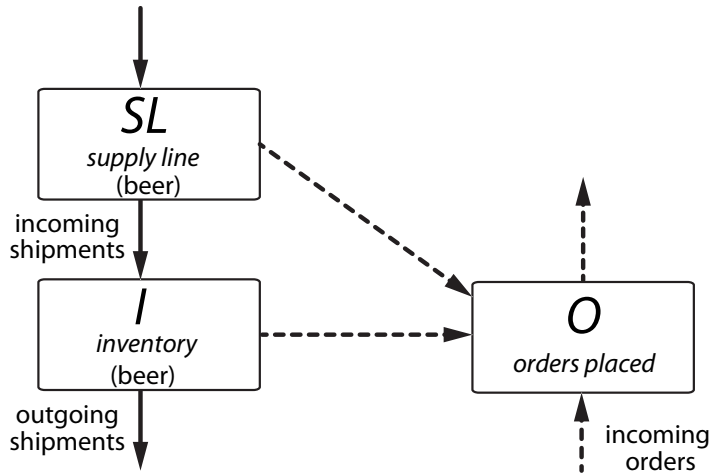 SL
supply line
(beer)
incoming
shipments
I
inventory
(beer)
outgoing
shipments
O
orders placed
incoming
orders